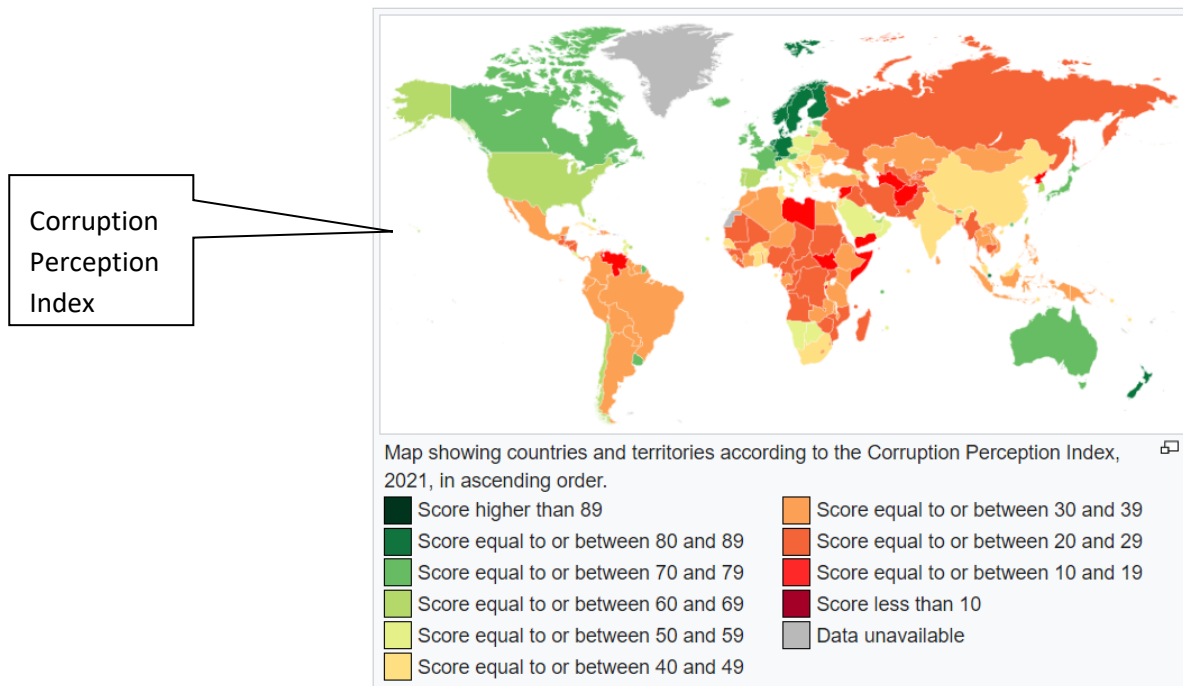 Corruption
Perception
Index
Map showing countries and territories according to the Corruption Perception Index,
2021, in ascending order.
Score higher than 89
Score equal to or between 80 and 89
Score equal to or between 70 and 79
Score equal to or between 60 and 69
Score equal to or between 50 and 59
Score equal to or between 40 and 49
Score equal to or between 30 and 39
Score equal to or between 20 and 29
Score equal to or between 10 and 19
Score less than 10
Data unavailable